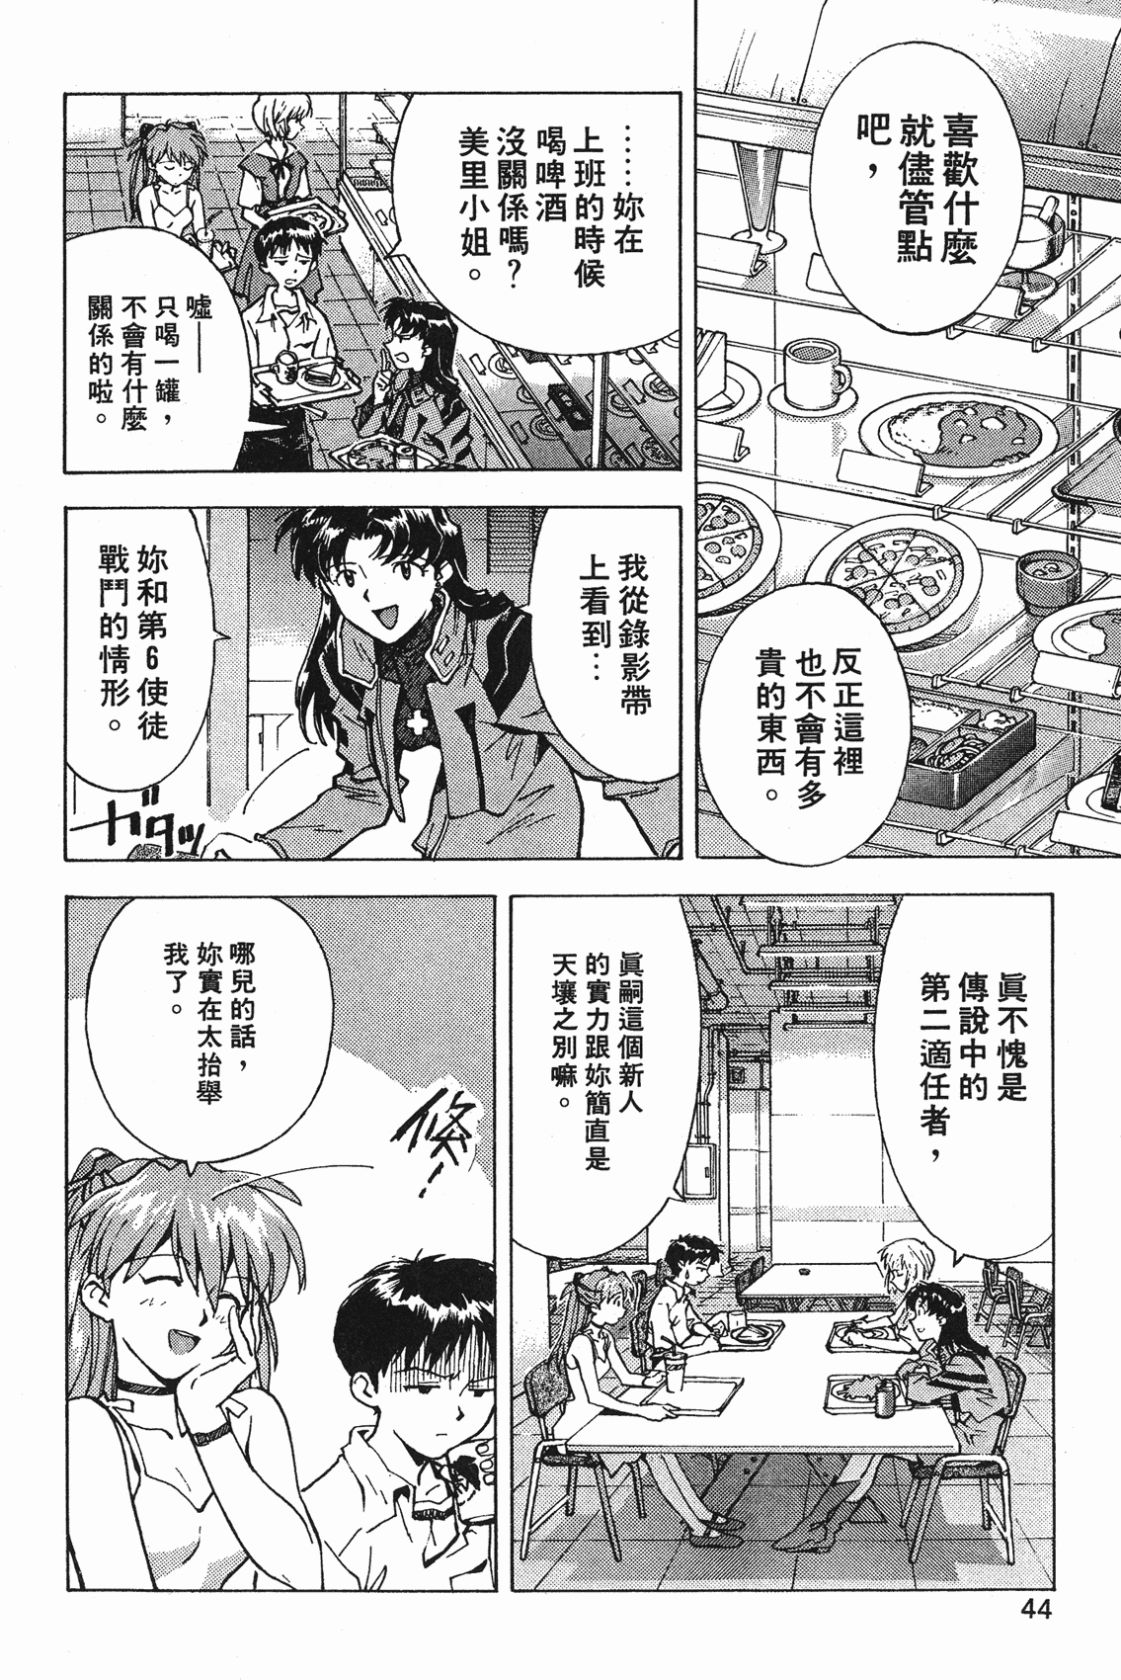 喜歡什麼
就儘管點
吧，
反正這裡
也不會有多
貴的東西。
……妳在
上班的時候
喝啤酒
沒關係嗎？
美里小姐。
噓——
只喝一罐，
不會有什麼
關係的啦。
我從錄影帶
上看到…
妳和第6使徒
戰鬥的情形。
ガタッ
眞不愧是
傳說中的
第二適任者，
眞嗣這個新人
的實力跟妳簡直是
天壤之別嘛。
哪兒的話，
妳實在太抬舉
我了。
倏！
44